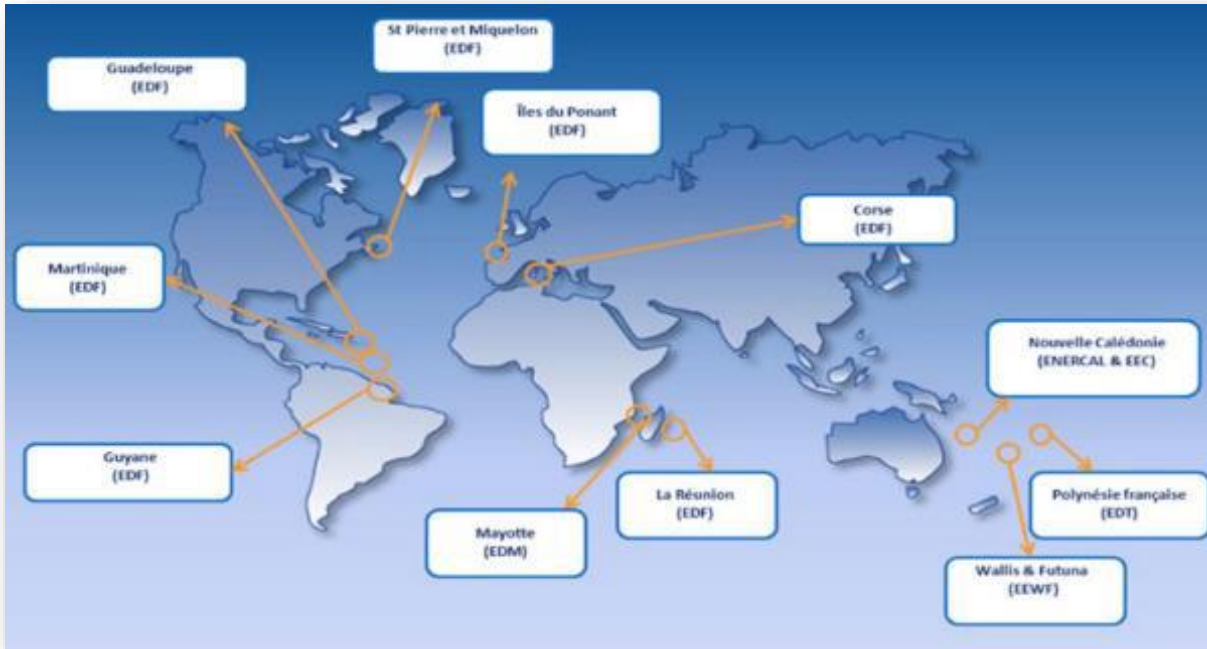 St Pierre et Miquelon
(EDF)
Guadeloupe
(EDF)
Îles du Ponant
(EDF)
Corse
(EDF)
Martinique
(EDF)
Nouvelle Calédonie
(ENERCAL & EEC)
Guyane
(EDF)
La Réunion
(EDF)
Polynésie française
(EDT)
Mayotte
(EDM)
Wallis & Futuna
(EEWF)